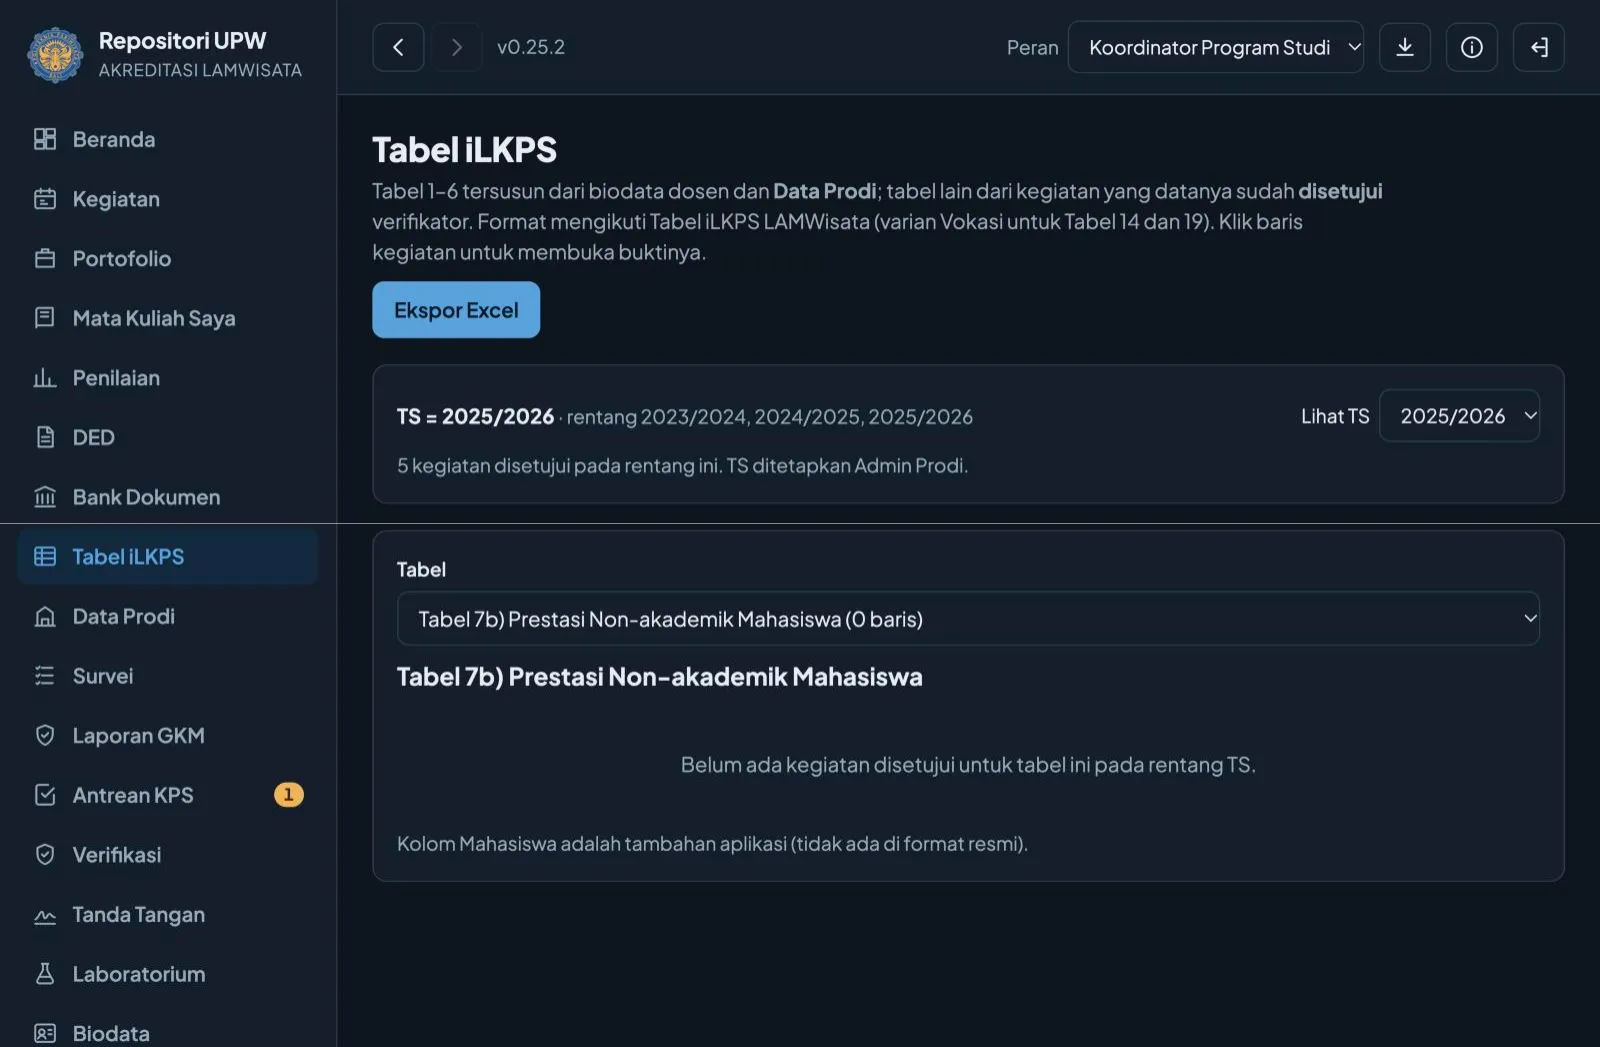 Repositori UPW
AKREDITASI LAMWISATA
Beranda
Kegiatan
Portofolio
Mata Kuliah Saya
Penilaian
DED
Bank Dokumen
Tabel iLKPS
Data Prodi
Survei
Laporan GKM
Antrean KPS 1
Verifikasi
Tanda Tangan
Laboratorium
Biodata
v0.25.2
Peran Koordinator Program Studi
Tabel iLKPS
Tabel 1–6 tersusun dari biodata dosen dan Data Prodi; tabel lain dari kegiatan yang datanya sudah disetujui
verifikator. Format mengikuti Tabel iLKPS LAMWisata (varian Vokasi untuk Tabel 14 dan 19). Klik baris
kegiatan untuk membuka buktinya.
Ekspor Excel
TS = 2025/2026 · rentang 2023/2024, 2024/2025, 2025/2026
Lihat TS 2025/2026
5 kegiatan disetujui pada rentang ini. TS ditetapkan Admin Prodi.
Tabel
Tabel 7b) Prestasi Non-akademik Mahasiswa (0 baris)
Tabel 7b) Prestasi Non-akademik Mahasiswa
Belum ada kegiatan disetujui untuk tabel ini pada rentang TS.
Kolom Mahasiswa adalah tambahan aplikasi (tidak ada di format resmi).